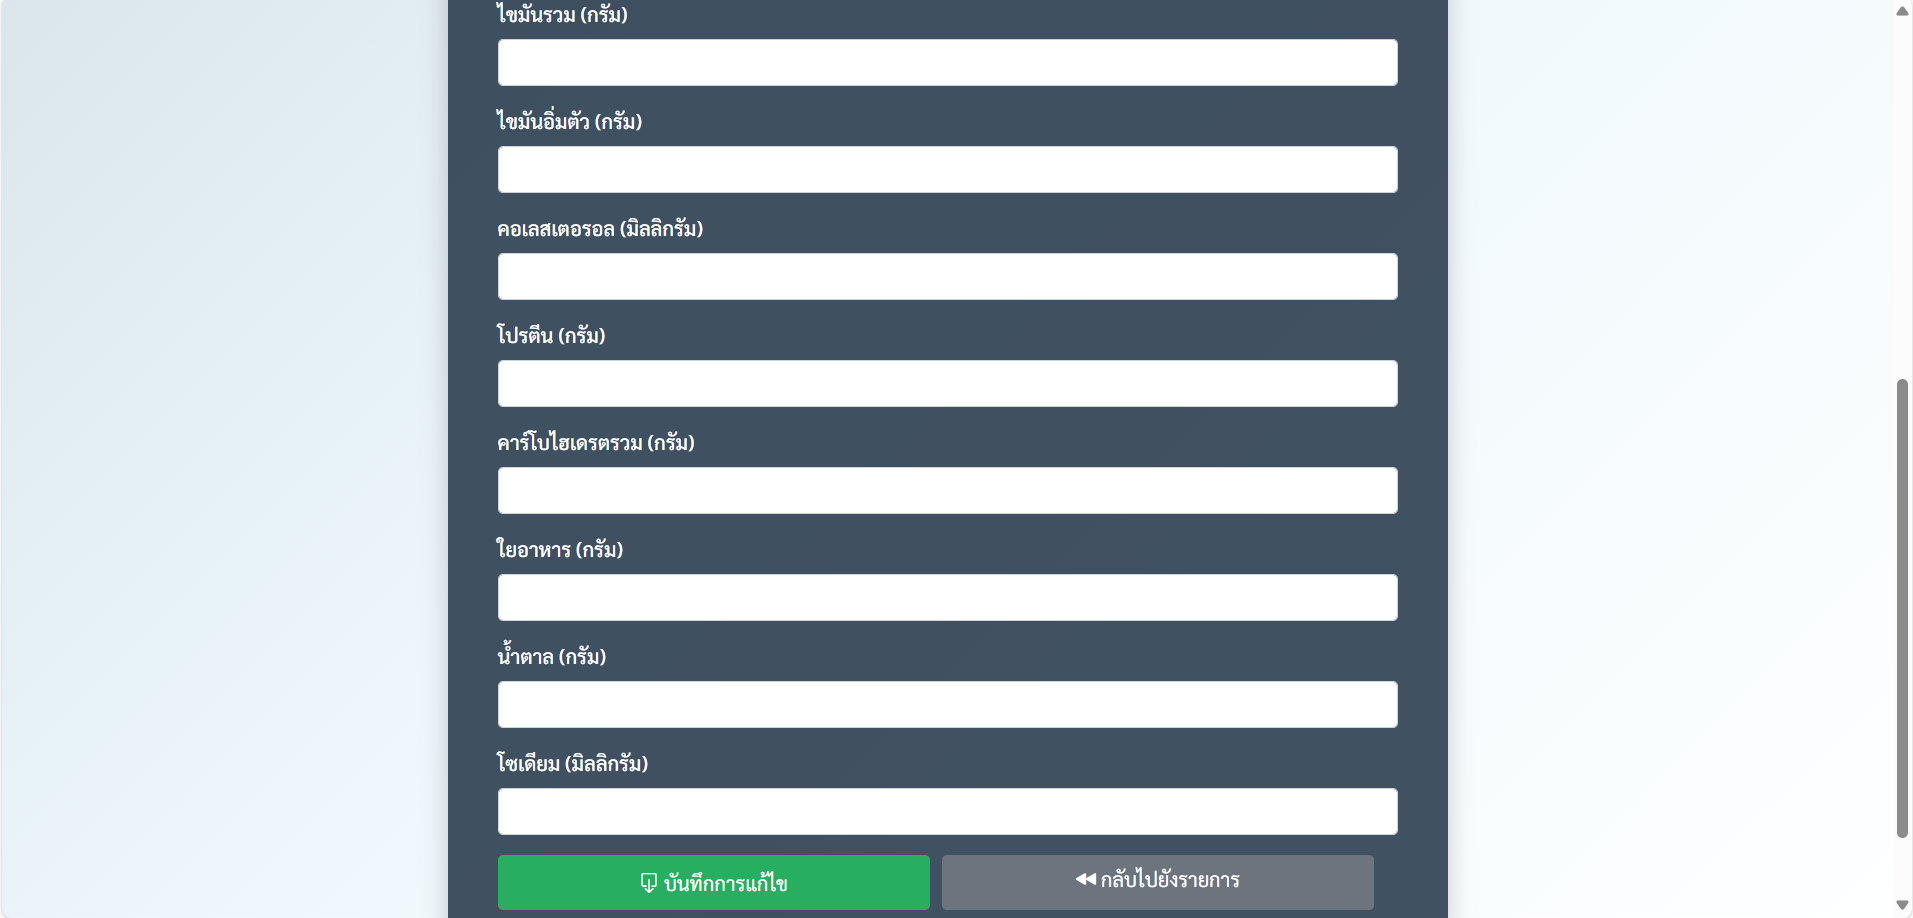 ไขมันรวม (กรัม)
ไขมันอิ่มตัว (กรัม)
คอเลสเตอรอล (มิลลิกรัม)
โปรตีน (กรัม)
คาร์โบไฮเดรตรวม (กรัม)
ใยอาหาร (กรัม)
น้ำตาล (กรัม)
โซเดียม (มิลลิกรัม)
บันทึกการแก้ไข
กลับไปยังรายการ